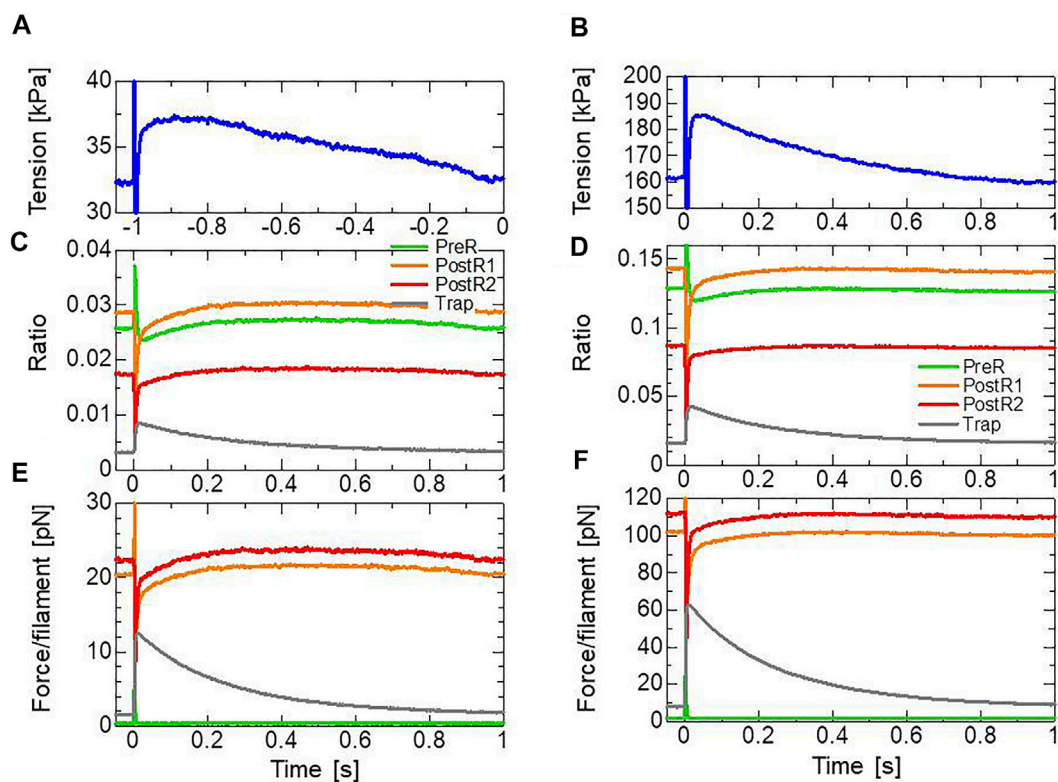 A
B
Tension [kPa]
40
35
30
-1 -0.8 -0.6 -0.4 -0.2 0
Tension [kPa]
200
190
180
170
160
150
0 0.2 0.4 0.6 0.8 1
C
Ratio
0.04
0.03
0.02
0.01
0
PreR
PostR1
PostR2
Trap
0 0.2 0.4 0.6 0.8 1
D
Ratio
0.15
0.1
0.05
0
PreR
PostR1
PostR2
Trap
0 0.2 0.4 0.6 0.8 1
E
Force/filament [pN]
30
20
10
0
0 0.2 0.4 0.6 0.8 1
Time [s]
F
Force/filament [pN]
120
100
80
60
40
20
0
0 0.2 0.4 0.6 0.8 1
Time [s]